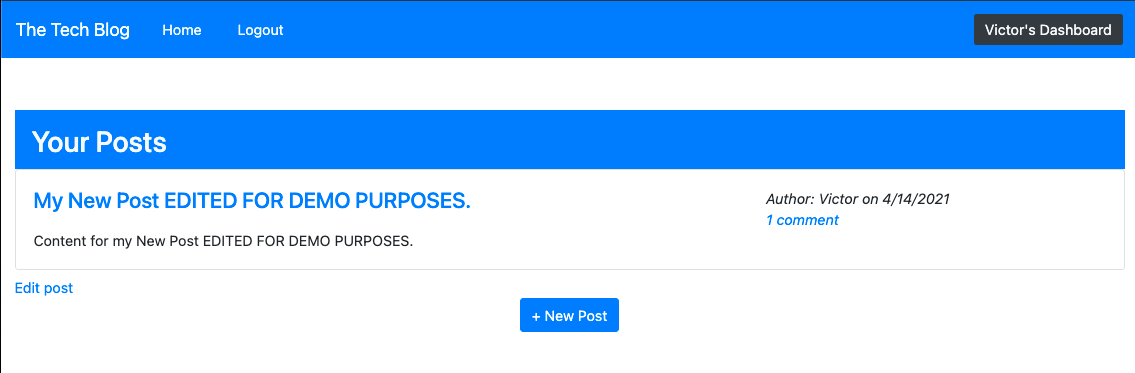 The Tech Blog Home Logout Victor's Dashboard
Your Posts
My New Post EDITED FOR DEMO PURPOSES.
Author: Victor on 4/14/2021
1 comment
Content for my New Post EDITED FOR DEMO PURPOSES.
Edit post
+ New Post